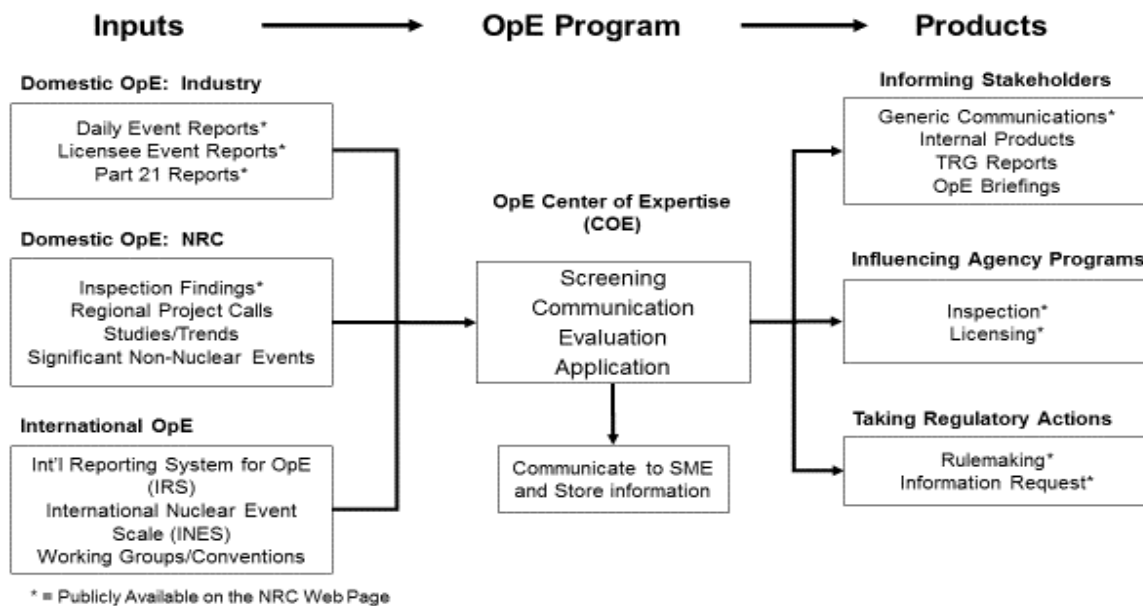 Inputs
OpE Program
Products
Domestic OpE: Industry
Daily Event Reports*
Licensee Event Reports*
Part 21 Reports*
Domestic OpE: NRC
Inspection Findings*
Regional Project Calls
Studies/Trends
Significant Non-Nuclear Events
International OpE
Int'l Reporting System for OpE
(IRS)
International Nuclear Event
Scale (INES)
Working Groups/Conventions
* = Publicly Available on the NRC Web Page
OpE Center of Expertise
(COE)
Screening
Communication
Evaluation
Application
Communicate to SME
and Store information
Informing Stakeholders
Generic Communications*
Internal Products
TRG Reports
OpE Briefings
Influencing Agency Programs
Inspection*
Licensing*
Taking Regulatory Actions
Rulemaking*
Information Request*